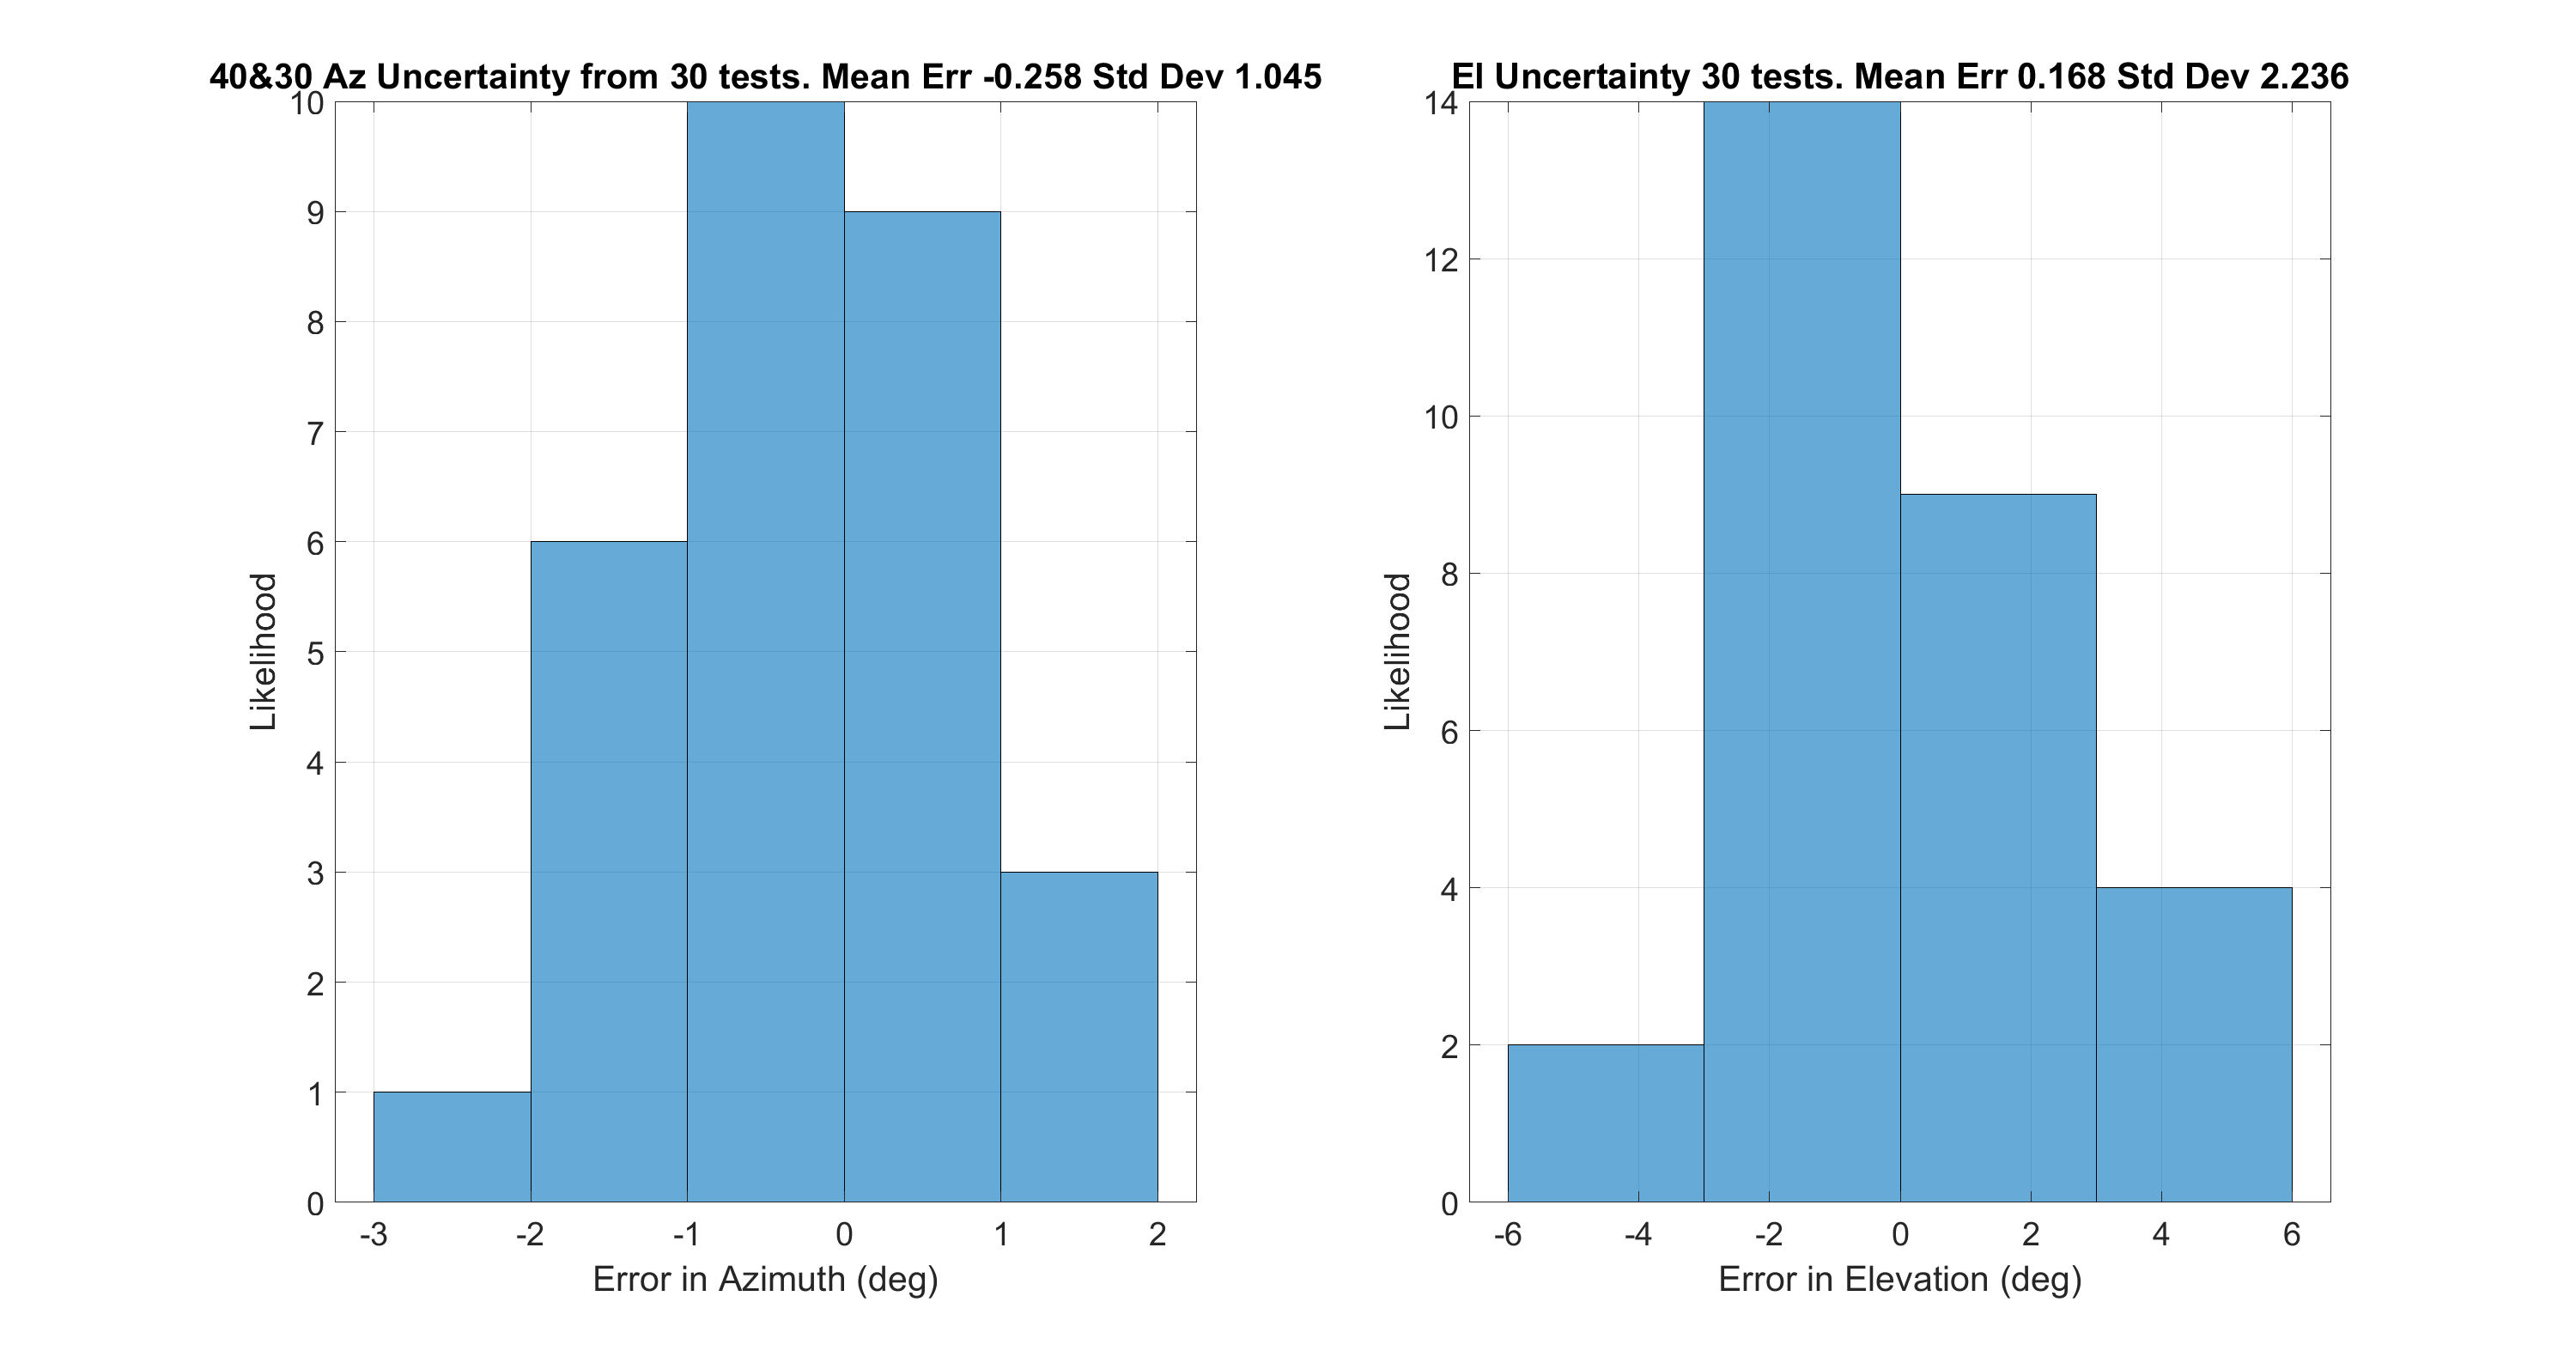 40&30 Az Uncertainty from 30 tests. Mean Err -0.258 Std Dev 1.045
10
9
8
7
6
5
4
3
2
1
0
Likelihood
-3 -2 -1 0 1 2
Error in Azimuth (deg)
El Uncertainty 30 tests. Mean Err 0.168 Std Dev 2.236
14
12
10
8
6
4
2
0
Likelihood
-6 -4 -2 0 2 4 6
Error in Elevation (deg)